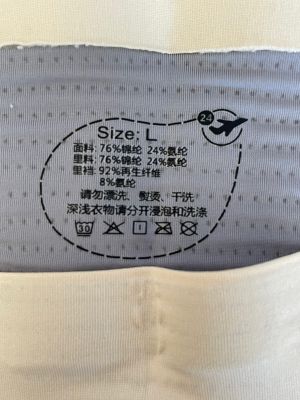 24
Size: L
面料: 76%锦纶 24%氨纶
里料: 76%锦纶 24%氨纶
里裆: 92%再生纤维
8%氨纶
请勿漂洗、熨烫、干洗
深浅衣物请分开浸泡和洗涤
30